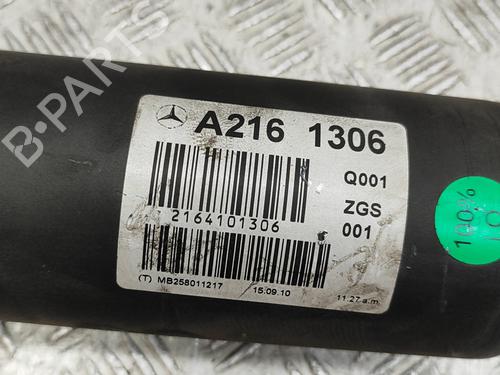 B-PARTS
A216 1306
Q001
ZGS
001
2164101306
(T) MB258011217 15.09.10 11:27 a.m.
100%